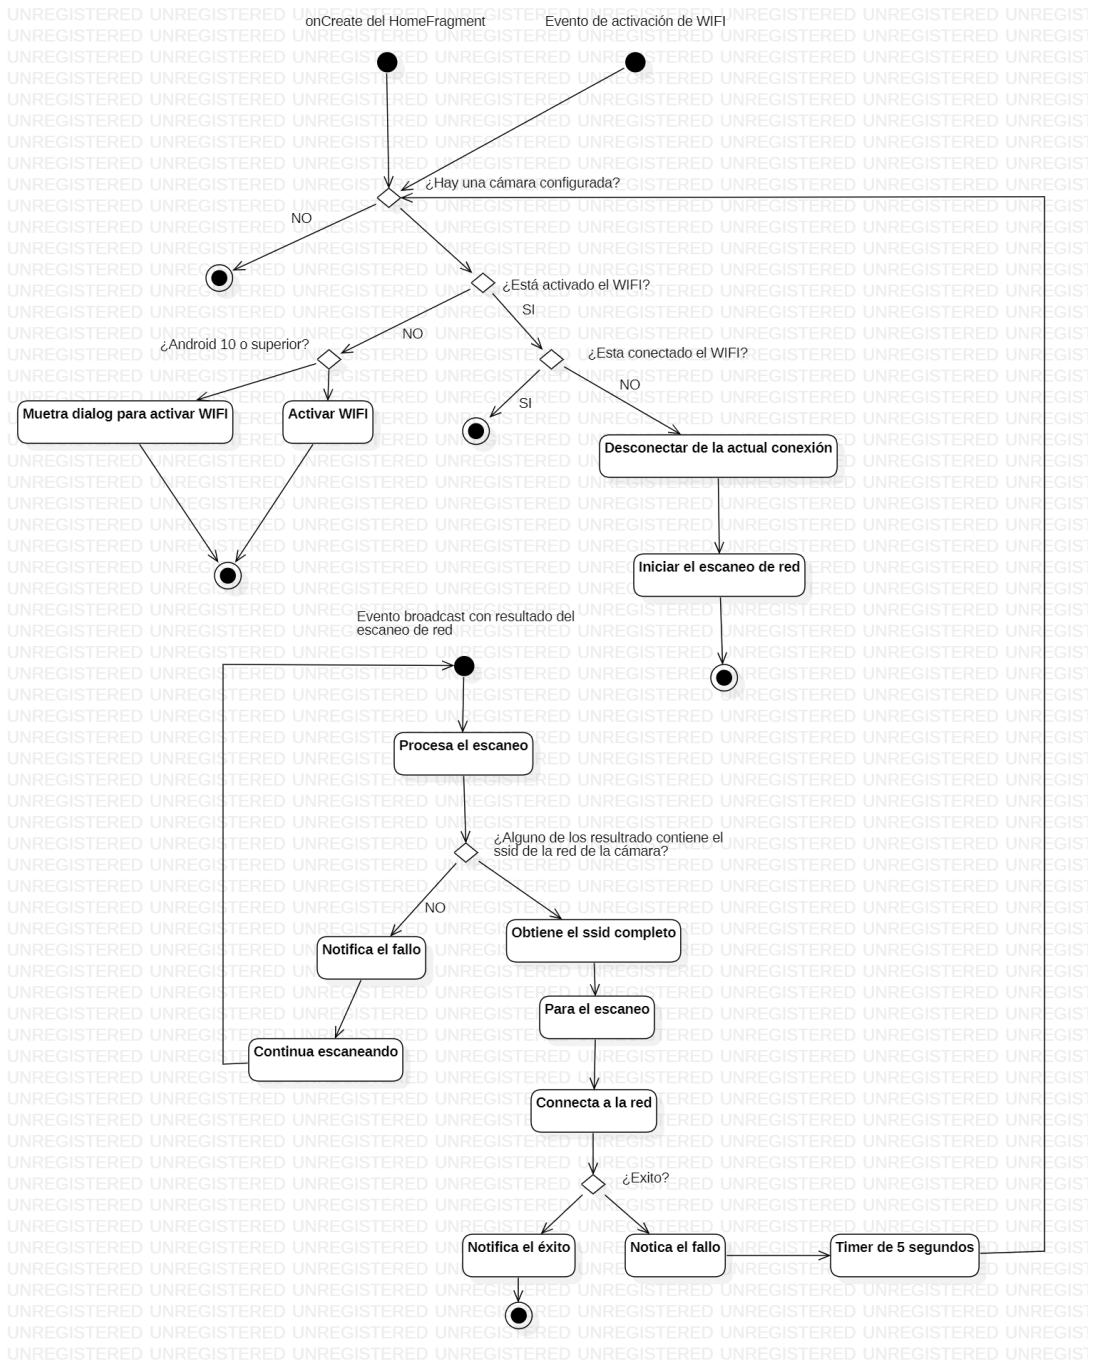 onCreate del HomeFragment
Evento de activación de WIFI
¿Hay una cámara configurada?
NO
¿Está activado el WIFI?
SI
NO
¿Android 10 o superior?
¿Esta conectado el WIFI?
NO
SI
Muetra dialog para activar WIFI
Activar WIFI
Desconectar de la actual conexión
Iniciar el escaneo de red
Evento broadcast con resultado del
escaneo de red
Procesa el escaneo
¿Alguno de los resultrado contiene el
ssid de la red de la cámara?
NO
Obtiene el ssid completo
Notifica el fallo
Para el escaneo
Continua escaneando
Connecta a la red
¿Exito?
Notifica el éxito
Notica el fallo
Timer de 5 segundos
UNREGISTERED